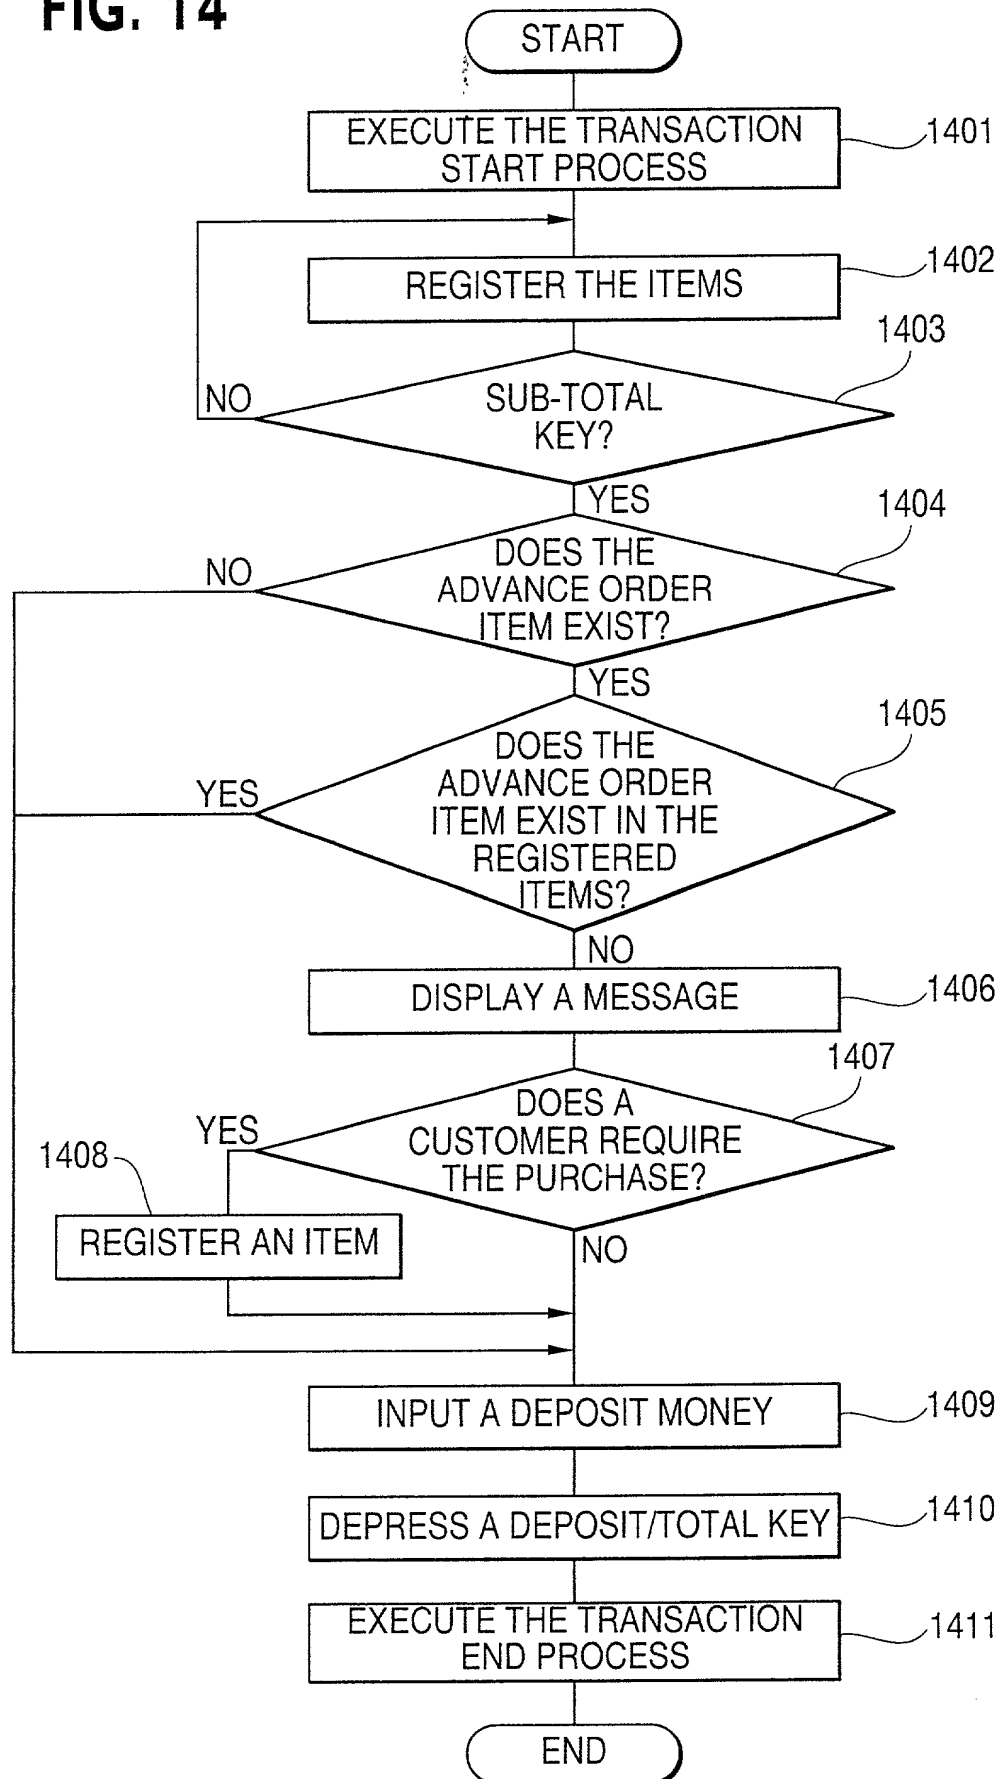 FIG. 14
START
EXECUTE THE TRANSACTION
START PROCESS
1401
REGISTER THE ITEMS
1402
1403
SUB-TOTAL
KEY?
NO
YES
1404
DOES THE
ADVANCE ORDER
ITEM EXIST?
NO
YES
1405
DOES THE
ADVANCE ORDER
ITEM EXIST IN THE
REGISTERED
ITEMS?
YES
NO
DISPLAY A MESSAGE
1406
1407
DOES A
CUSTOMER REQUIRE
THE PURCHASE?
YES
1408
REGISTER AN ITEM
NO
INPUT A DEPOSIT MONEY
1409
DEPRESS A DEPOSIT/TOTAL KEY
1410
EXECUTE THE TRANSACTION
END PROCESS
1411
END